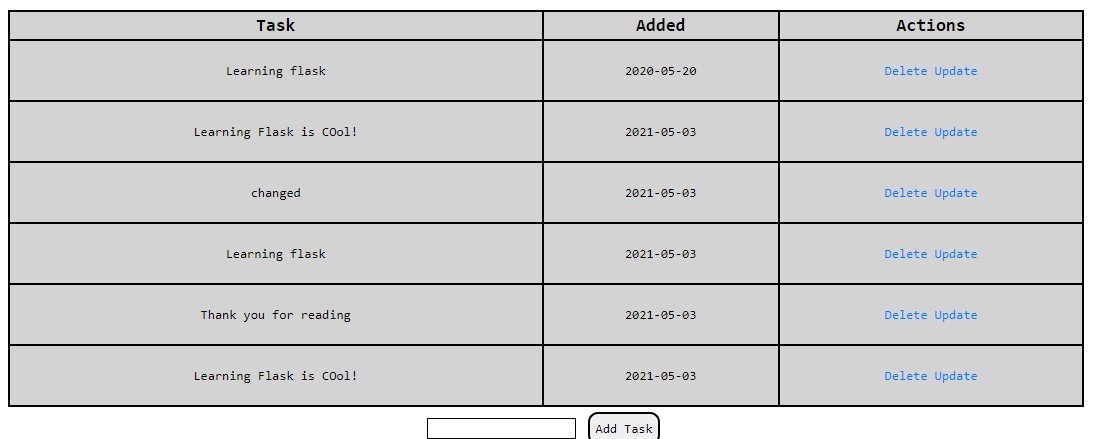 Task Added Actions
Learning flask 2020-05-20 Delete Update
Learning Flask is COol! 2021-05-03 Delete Update
changed 2021-05-03 Delete Update
Learning flask 2021-05-03 Delete Update
Thank you for reading 2021-05-03 Delete Update
Learning Flask is COol! 2021-05-03 Delete Update
Add Task